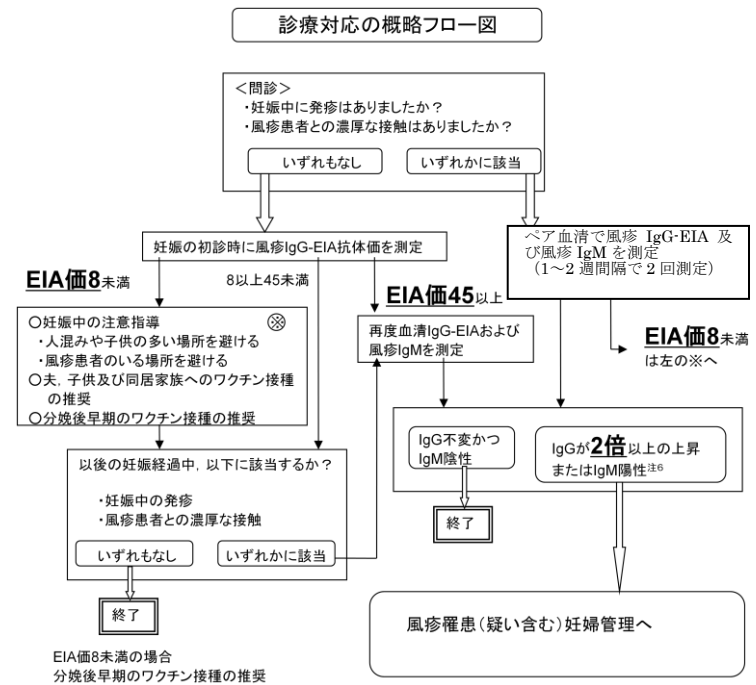 診療対応の概略フロー図
＜問診＞
・妊娠中に発疹はありましたか？
・風疹患者との濃厚な接触はありましたか？
いずれもなし
いずれかに該当
妊娠の初診時に風疹IgG-EIA抗体価を測定
ペア血清で風疹 IgG-EIA 及
び風疹 IgM を測定
（1～2 週間隔で 2 回測定）
EIA価8未満
8以上45未満
EIA価45以上
○妊娠中の注意指導 ※
・人混みや子供の多い場所を避ける
・風疹患者のいる場所を避ける
○夫，子供及び同居家族へのワクチン接種
の推奨
○分娩後早期のワクチン接種の推奨
再度血清IgG-EIAおよび
風疹IgMを測定
EIA価8未満
は左の※へ
IgG不変かつ
IgM陰性
IgGが2倍以上の上昇
またはIgM陽性注6
終了
以後の妊娠経過中，以下に該当するか？
・妊娠中の発疹
・風疹患者との濃厚な接触
いずれもなし
いずれかに該当
終了
EIA価8未満の場合
分娩後早期のワクチン接種の推奨
風疹罹患（疑い含む）妊婦管理へ